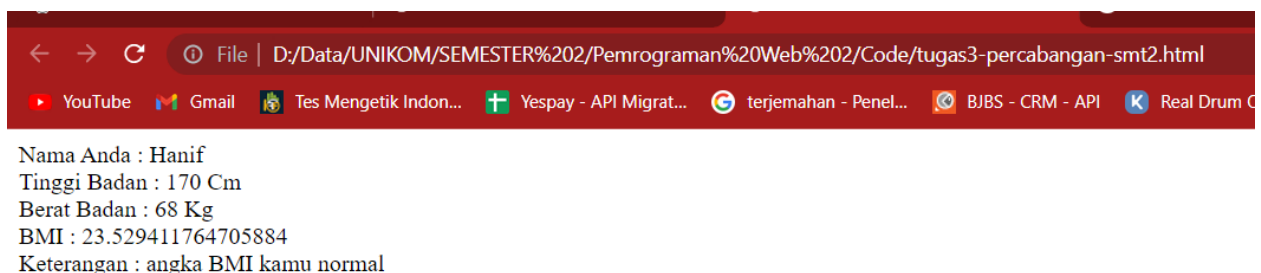 File | D:/Data/UNIKOM/SEMESTER%202/Pemrograman%20Web%202/Code/tugas3-percabangan-smt2.html
YouTube Gmail Tes Mengetik Indon... Yespay - API Migrat... terjemahan - Penel... BJBS - CRM - API K Real Drum
Nama Anda : Hanif
Tinggi Badan : 170 Cm
Berat Badan : 68 Kg
BMI : 23.529411764705884
Keterangan : angka BMI kamu normal